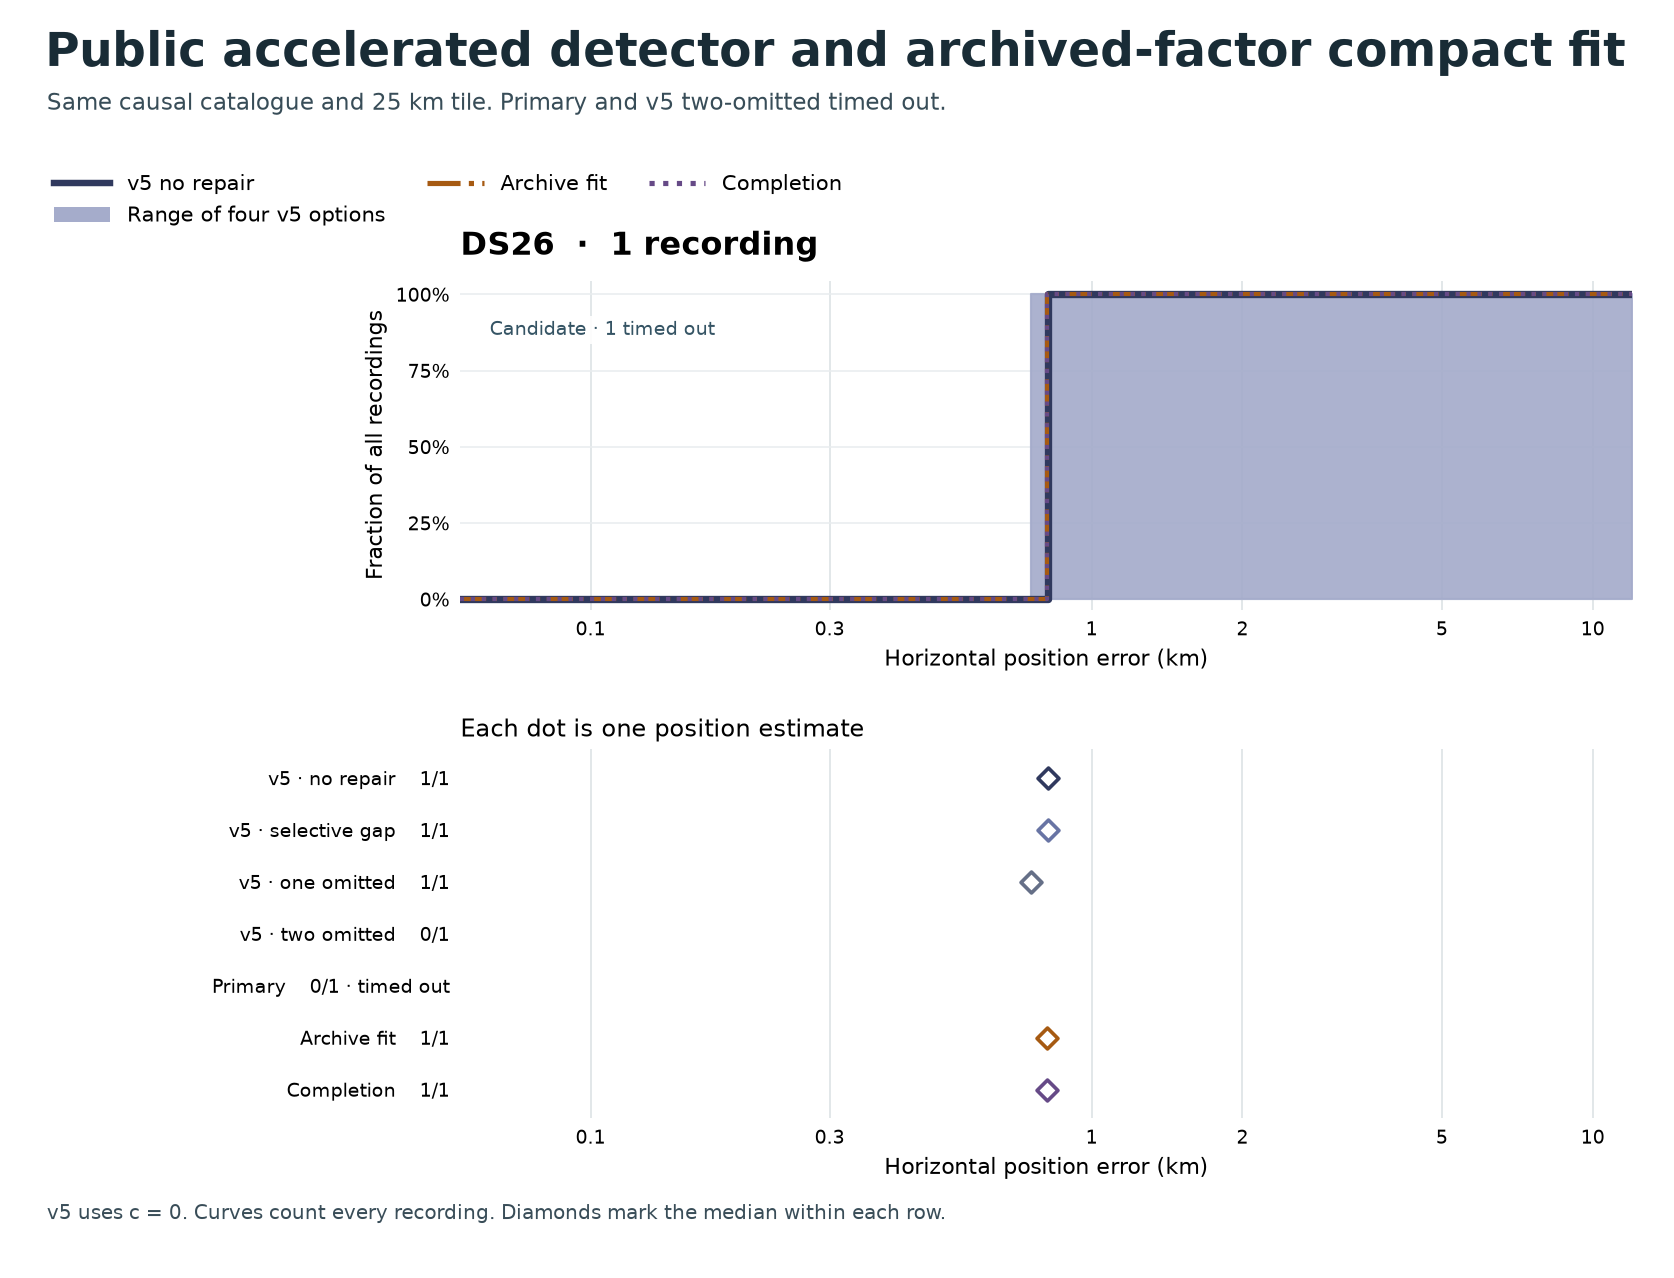 Public accelerated detector and archived-factor compact fit
Same causal catalogue and 25 km tile. Primary and v5 two-omitted timed out.
v5 no repair
Range of four v5 options
Archive fit
Completion
DS26 · 1 recording
Fraction of all recordings
100%
75%
50%
25%
0%
Candidate · 1 timed out
0.1 0.3 1 2 5 10
Horizontal position error (km)
Each dot is one position estimate
v5 · no repair 1/1
v5 · selective gap 1/1
v5 · one omitted 1/1
v5 · two omitted 0/1
Primary 0/1 · timed out
Archive fit 1/1
Completion 1/1
0.1 0.3 1 2 5 10
Horizontal position error (km)
v5 uses c = 0. Curves count every recording. Diamonds mark the median within each row.